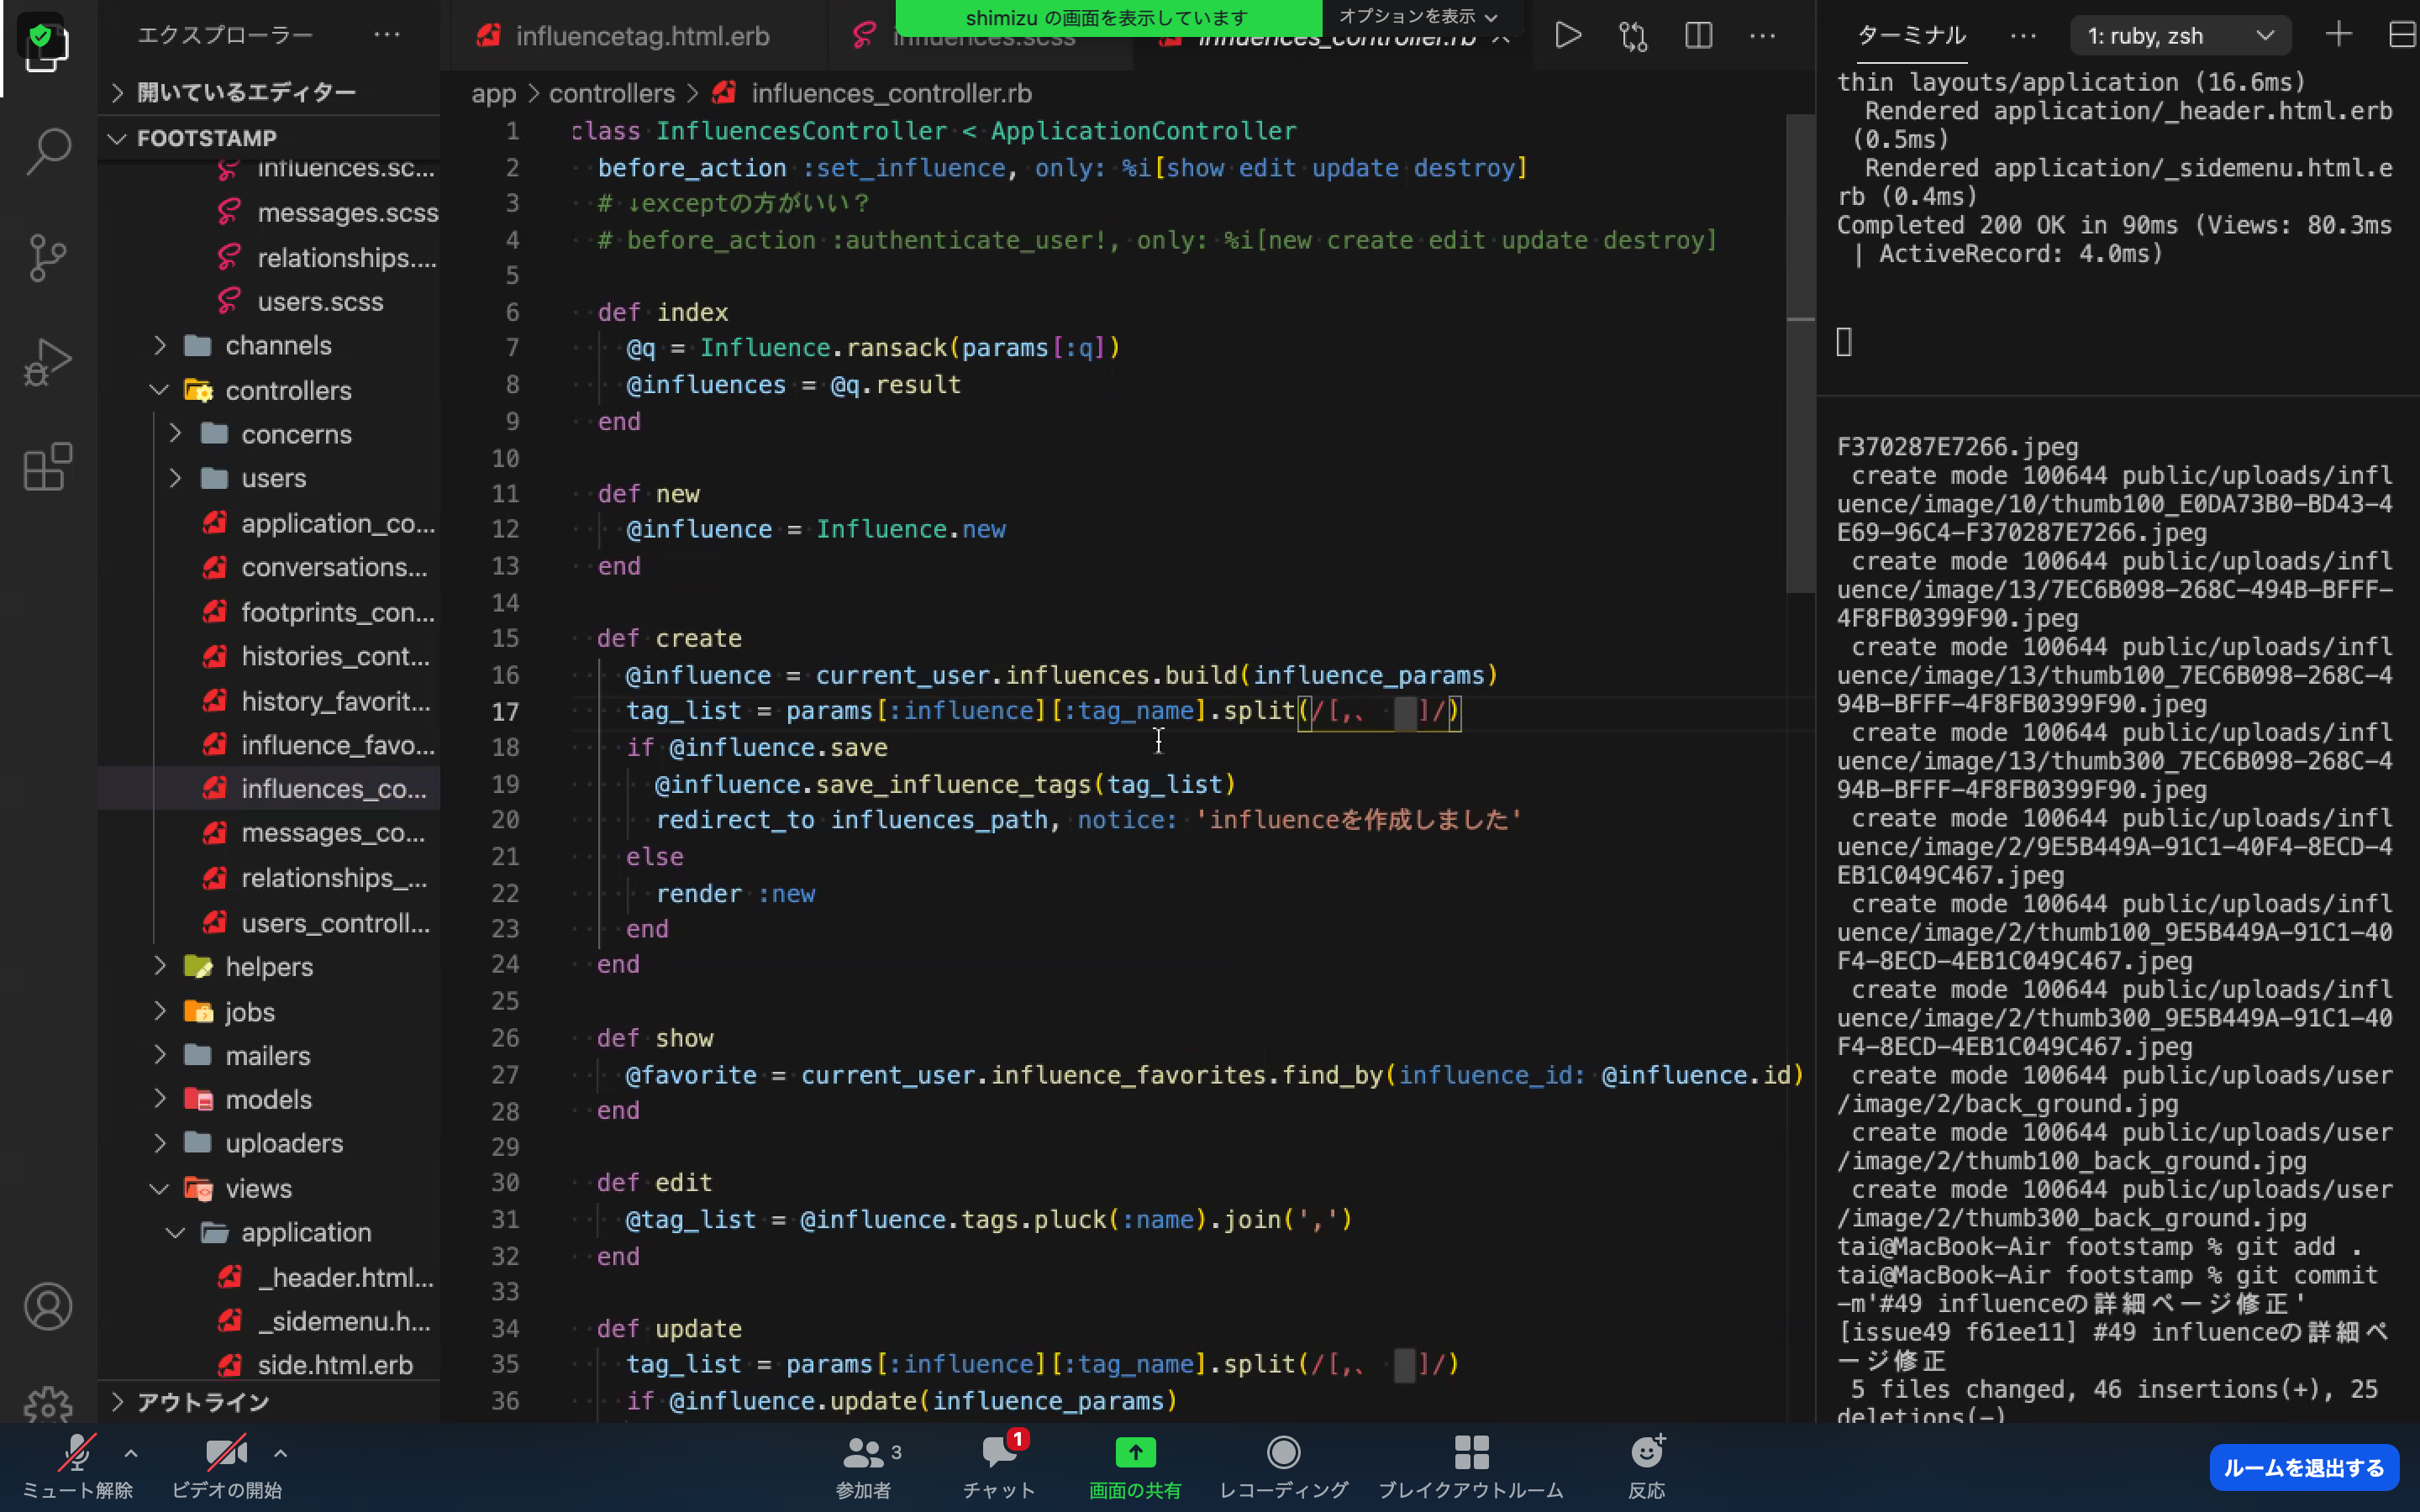 shimizu の画面を表示しています
オプションを表示
エクスプローラー
influencetag.html.erb
influences.scss
influences_controller.rb
ターミナル
1: ruby, zsh
開いているエディター
FOOTSTAMP
influences.sc...
messages.scss
relationships....
users.scss
channels
controllers
concerns
users
application_co...
conversations...
footprints_con...
histories_cont...
history_favorit...
influence_favo...
influences_co...
messages_co...
relationships_...
users_controll...
helpers
jobs
mailers
models
uploaders
views
application
_header.html...
_sidemenu.h...
side.html.erb
アウトライン
app > controllers > influences_controller.rb
1 class InfluencesController < ApplicationController
2 before_action :set_influence, only: %i[show edit update destroy]
3 # ↓exceptの方がいい？
4 # before_action :authenticate_user!, only: %i[new create edit update destroy]
5
6 def index
7 @q = Influence.ransack(params[:q])
8 @influences = @q.result
9 end
10
11 def new
12 @influence = Influence.new
13 end
14
15 def create
16 @influence = current_user.influences.build(influence_params)
17 tag_list = params[:influence][:tag_name].split(/[,、 　]/)
18 if @influence.save
19 @influence.save_influence_tags(tag_list)
20 redirect_to influences_path, notice: 'influenceを作成しました'
21 else
22 render :new
23 end
24 end
25
26 def show
27 @favorite = current_user.influence_favorites.find_by(influence_id: @influence.id)
28 end
29
30 def edit
31 @tag_list = @influence.tags.pluck(:name).join(',')
32 end
33
34 def update
35 tag_list = params[:influence][:tag_name].split(/[,、 　]/)
36 if @influence.update(influence_params)
thin layouts/application (16.6ms)
Rendered application/_header.html.erb
(0.5ms)
Rendered application/_sidemenu.html.e
rb (0.4ms)
Completed 200 OK in 90ms (Views: 80.3ms
| ActiveRecord: 4.0ms)
F370287E7266.jpeg
create mode 100644 public/uploads/infl
uence/image/10/thumb100_E0DA73B0-BD43-4
E69-96C4-F370287E7266.jpeg
create mode 100644 public/uploads/infl
uence/image/13/7EC6B098-268C-494B-BFFF-
4F8FB0399F90.jpeg
create mode 100644 public/uploads/infl
uence/image/13/thumb100_7EC6B098-268C-4
94B-BFFF-4F8FB0399F90.jpeg
create mode 100644 public/uploads/infl
uence/image/13/thumb300_7EC6B098-268C-4
94B-BFFF-4F8FB0399F90.jpeg
create mode 100644 public/uploads/infl
uence/image/2/9E5B449A-91C1-40F4-8ECD-4
EB1C049C467.jpeg
create mode 100644 public/uploads/infl
uence/image/2/thumb100_9E5B449A-91C1-40
F4-8ECD-4EB1C049C467.jpeg
create mode 100644 public/uploads/infl
uence/image/2/thumb300_9E5B449A-91C1-40
F4-8ECD-4EB1C049C467.jpeg
create mode 100644 public/uploads/user
/image/2/back_ground.jpg
create mode 100644 public/uploads/user
/image/2/thumb100_back_ground.jpg
create mode 100644 public/uploads/user
/image/2/thumb300_back_ground.jpg
tai@MacBook-Air footstamp % git add .
tai@MacBook-Air footstamp % git commit
-m'#49 influenceの詳細ページ修正'
[issue49 f61ee11] #49 influenceの詳細ペ
ージ修正
5 files changed, 46 insertions(+), 25
deletions(-)
ミュート解除
ビデオの開始
3
参加者
1
チャット
画面の共有
レコーディング
ブレイクアウトルーム
反応
ルームを退出する